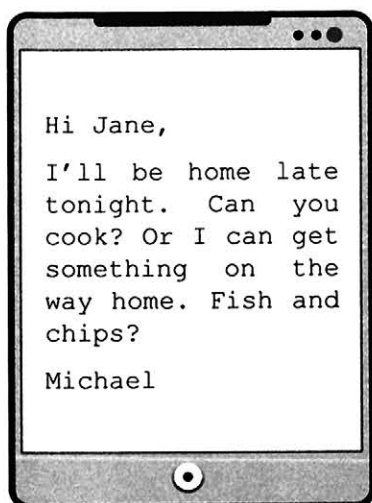 Hi Jane,
I'll be home late
tonight. Can you
cook? Or I can get
something on the
way home. Fish and
chips?
Michael